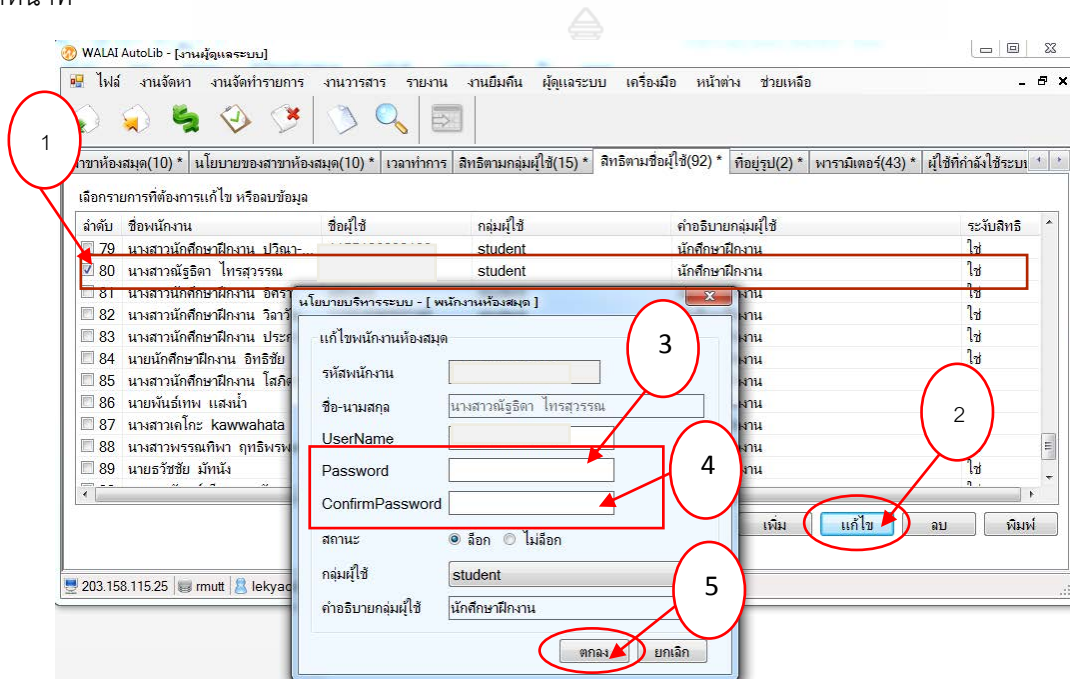 WALAI AutoLib - [งานผู้ดูแลระบบ]
ไฟล์ งานจัดหา งานจัดทำรายการ งานวารสาร รายงาน งานยืมคืน ผู้ดูแลระบบ เครื่องมือ หน้าต่าง ช่วยเหลือ
1
นโยบายของสาขาห้องสมุด(10) * เวลาทำการ สิทธิตามกลุ่มผู้ใช้(15) * สิทธิตามชื่อผู้ใช้(92) * ที่อยู่รูป(2) * พารามิเตอร์(43) * ผู้ใช้ที่กำลังใช้ระบบ
เลือกรายการที่ต้องการแก้ไข หรือลบข้อมูล
ลำดับ ชื่อพนักงาน ชื่อผู้ใช้ กลุ่มผู้ใช้ คำอธิบายกลุ่มผู้ใช้ ระงับสิทธิ
79 นางสาวนักศึกษาฝึกงาน ปวีณา-... student นักศึกษาฝึกงาน ใช่
80 นางสาวณัฐธิดา ไทรสุวรรณ student นักศึกษาฝึกงาน ใช่
81 นางสาวนักศึกษาฝึกงาน ใช่
82 นางสาวนักศึกษาฝึกงาน ใช่
83 นางสาวนักศึกษาฝึกงาน ใช่
84 นายนักศึกษาฝึกงาน อิทธิชัย ใช่
85 นางสาวนักศึกษาฝึกงาน
86 นายพันธ์เทพ แสงน้ำ
87 นางสาวเคโกะ kawwahata
88 นางสาวพรรณทิพา
89 นายธวัชชัย มัทนัง ใช่
นโยบายบริหารระบบ - [ พนักงานห้องสมุด ]
แก้ไขพนักงานห้องสมุด
3
รหัสพนักงาน
ชื่อ-นามสกุล นางสาวณัฐธิดา ไทรสุวรรณ
2
UserName
Password
4
ConfirmPassword
สถานะ ล็อก ไม่ล็อก
เพิ่ม แก้ไข ลบ พิมพ์
กลุ่มผู้ใช้ student
5
คำอธิบายกลุ่มผู้ใช้ นักศึกษาฝึกงาน
203.158.115.25 rmutt
ตกลง ยกเลิก